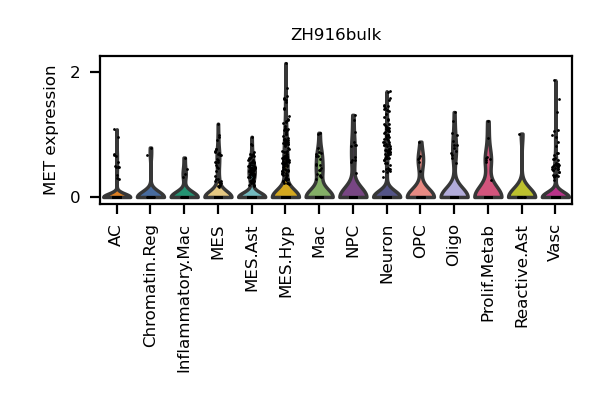 ZH916bulk
MET expression
2
0
AC
Chromatin.Reg
Inflammatory.Mac
MES
MES.Ast
MES.Hyp
Mac
NPC
Neuron
OPC
Oligo
Prolif.Metab
Reactive.Ast
Vasc